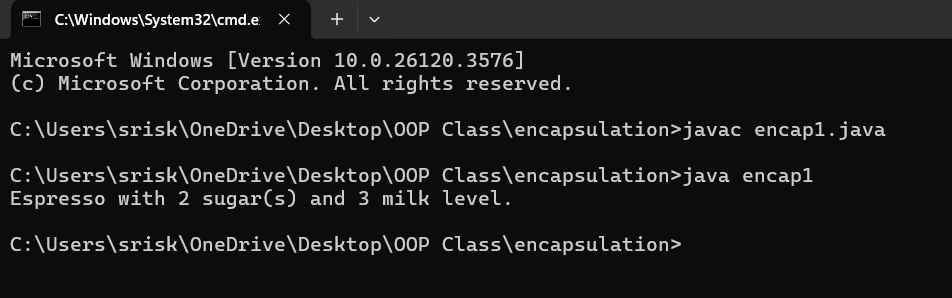 C:\Windows\System32\cmd.e
Microsoft Windows [Version 10.0.26120.3576]
(c) Microsoft Corporation. All rights reserved.
C:\Users\srisk\OneDrive\Desktop\OOP Class\encapsulation>javac encap1.java
C:\Users\srisk\OneDrive\Desktop\OOP Class\encapsulation>java encap1
Espresso with 2 sugar(s) and 3 milk level.
C:\Users\srisk\OneDrive\Desktop\OOP Class\encapsulation>